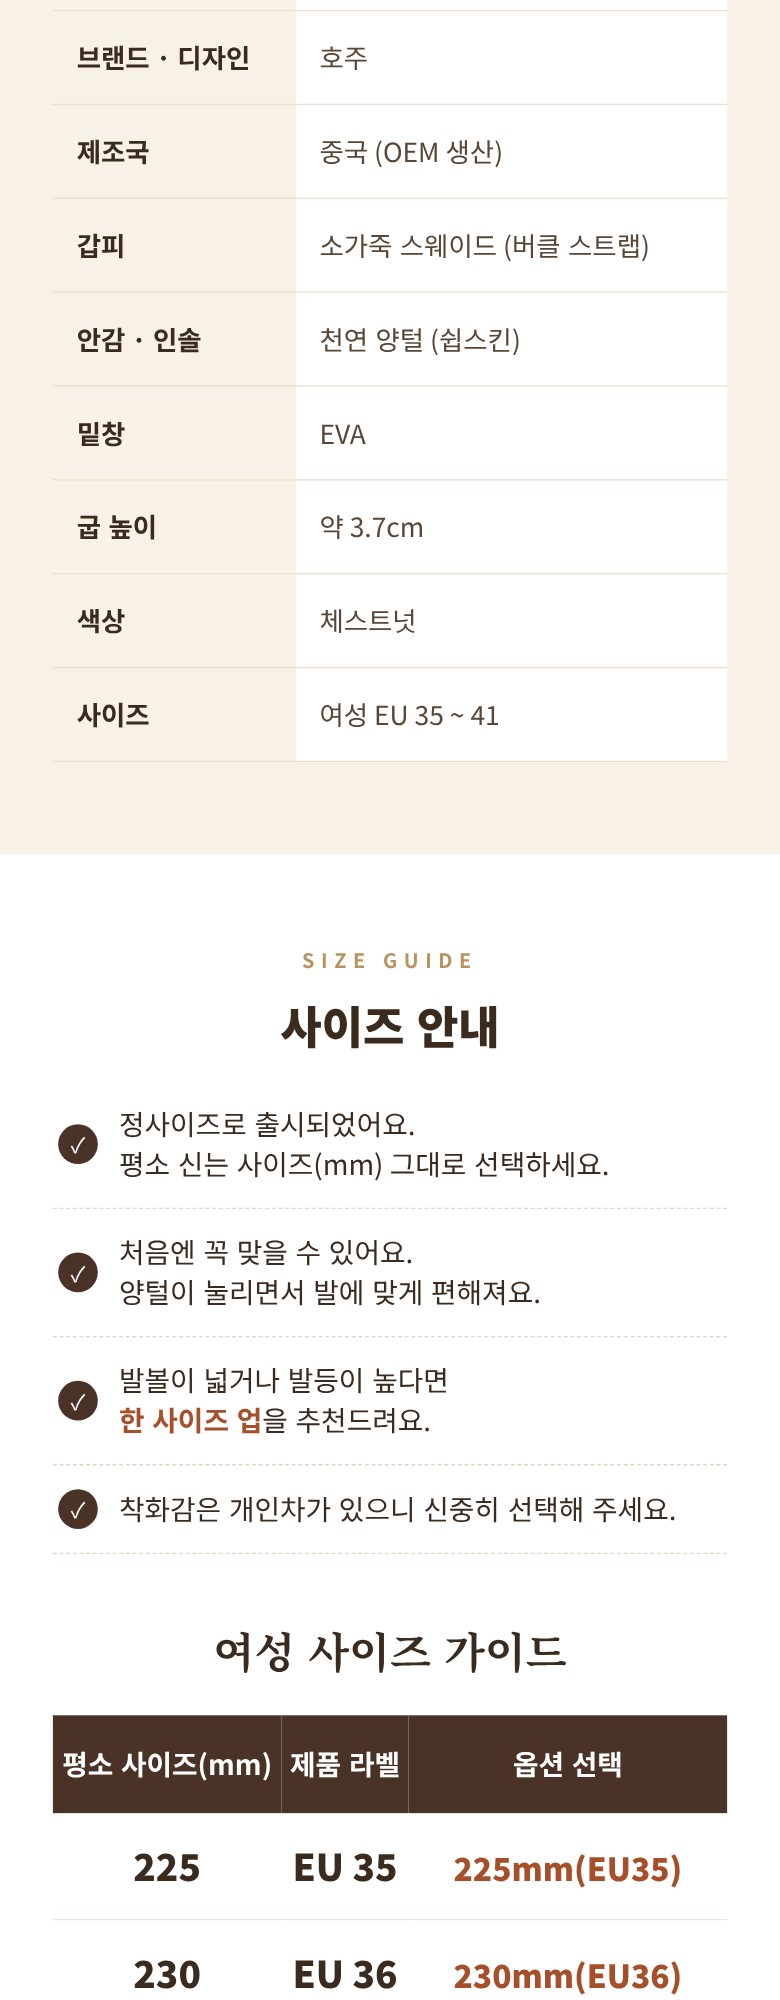 브랜드 · 디자인 호주
제조국 중국 (OEM 생산)
갑피 소가죽 스웨이드 (버클 스트랩)
안감 · 인솔 천연 양털 (쉽스킨)
밑창 EVA
굽 높이 약 3.7cm
색상 체스트넛
사이즈 여성 EU 35 ~ 41
SIZE GUIDE
사이즈 안내
✓ 정사이즈로 출시되었어요.
평소 신는 사이즈(mm) 그대로 선택하세요.
✓ 처음엔 꼭 맞을 수 있어요.
양털이 눌리면서 발에 맞게 편해져요.
✓ 발볼이 넓거나 발등이 높다면
한 사이즈 업을 추천드려요.
✓ 착화감은 개인차가 있으니 신중히 선택해 주세요.
여성 사이즈 가이드
평소 사이즈(mm) 제품 라벨 옵션 선택
225 EU 35 225mm(EU35)
230 EU 36 230mm(EU36)